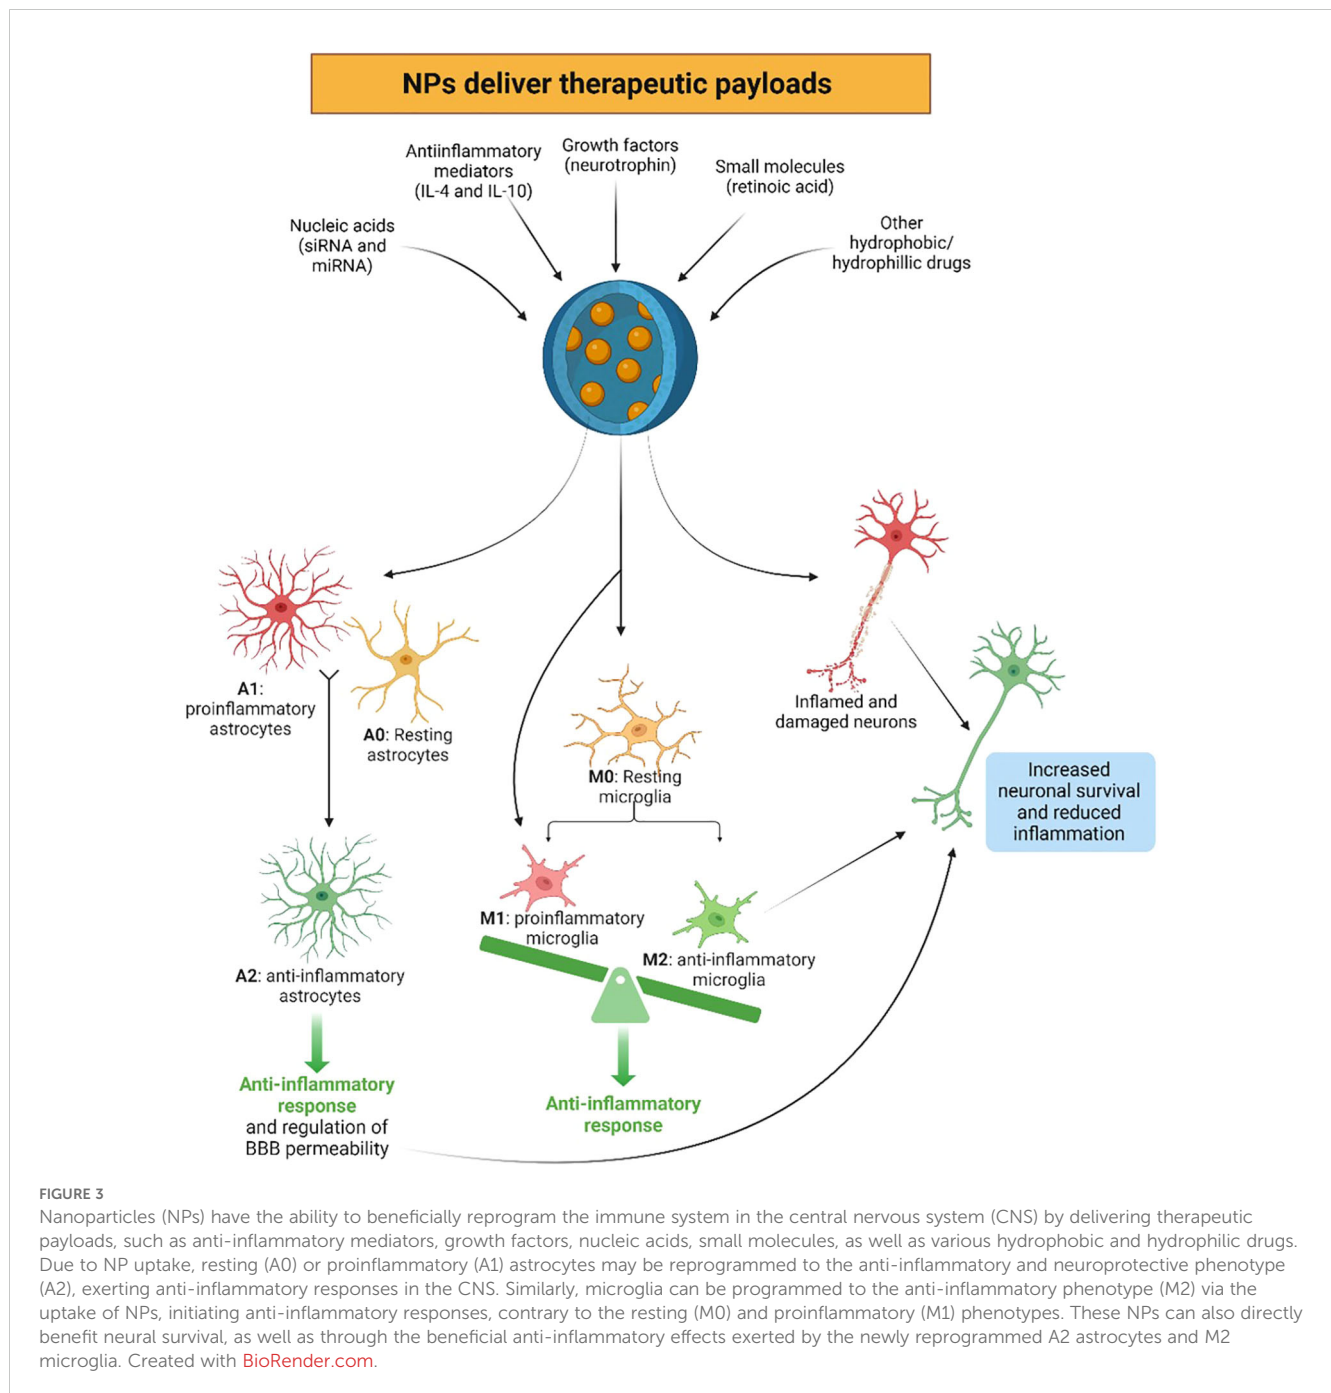 NPs deliver therapeutic payloads
Growth factors
(neurotrophin)
Antiinflammatory
mediators
(IL-4 and IL-10)
Small molecules
(retinoic acid)
Nucleic acids
(siRNA and
miRNA)
Other
hydrophobic/
hydrophillic drugs
A1:
proinflammatory
astrocytes
A0: Resting
astrocytes
Inflamed and
damaged neurons
M0: Resting
microglia
Increased
neuronal survival
and reduced
inflammation
M1: proinflammatory
microglia
M2: anti-inflammatory
microglia
A2: anti-inflammatory
astrocytes
Anti-inflammatory
response
and regulation of
BBB permeability
Anti-inflammatory
response
FIGURE 3
Nanoparticles (NPs) have the ability to beneficially reprogram the immune system in the central nervous system (CNS) by delivering therapeutic
payloads, such as anti-inflammatory mediators, growth factors, nucleic acids, small molecules, as well as various hydrophobic and hydrophilic drugs.
Due to NP uptake, resting (A0) or proinflammatory (A1) astrocytes may be reprogrammed to the anti-inflammatory and neuroprotective phenotype
(A2), exerting anti-inflammatory responses in the CNS. Similarly, microglia can be programmed to the anti-inflammatory phenotype (M2) via the
uptake of NPs, initiating anti-inflammatory responses, contrary to the resting (M0) and proinflammatory (M1) phenotypes. These NPs can also directly
benefit neural survival, as well as through the beneficial anti-inflammatory effects exerted by the newly reprogrammed A2 astrocytes and M2
microglia. Created with BioRender.com.